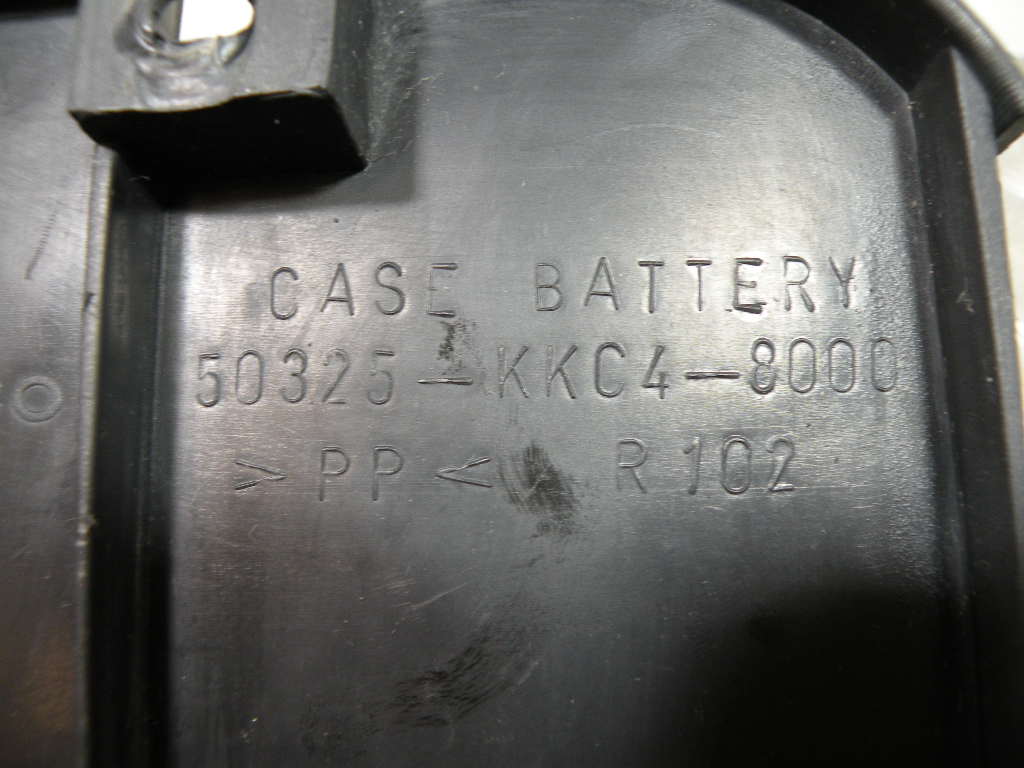 CASE BATTERY
50325-KKC4-8000
>PP< R102